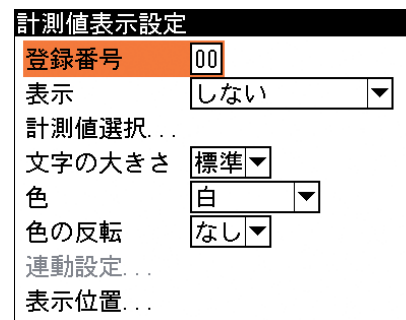 計測値表示設定
登録番号 00
表示 しない
計測値選択...
文字の大きさ 標準
色 白
色の反転 なし
連動設定...
表示位置...